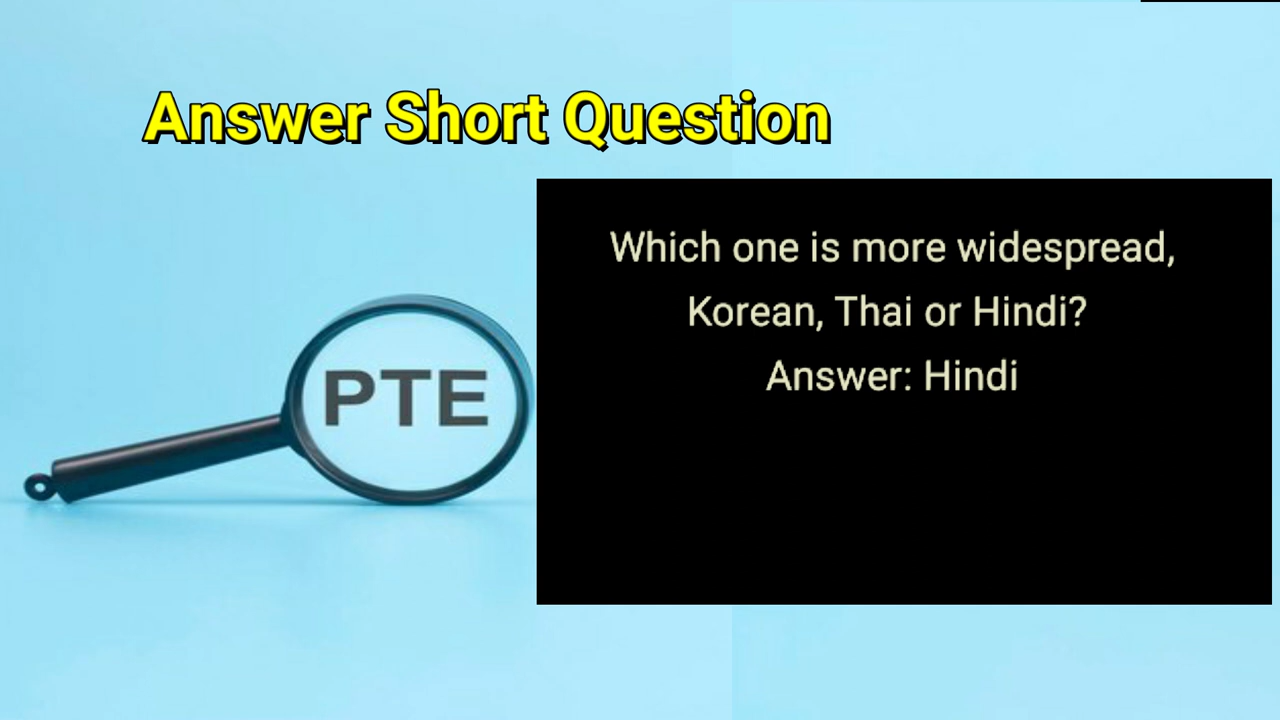 Answer Short Question
Which one is more widespread,
Korean, Thai or Hindi?
Answer: Hindi
PTE